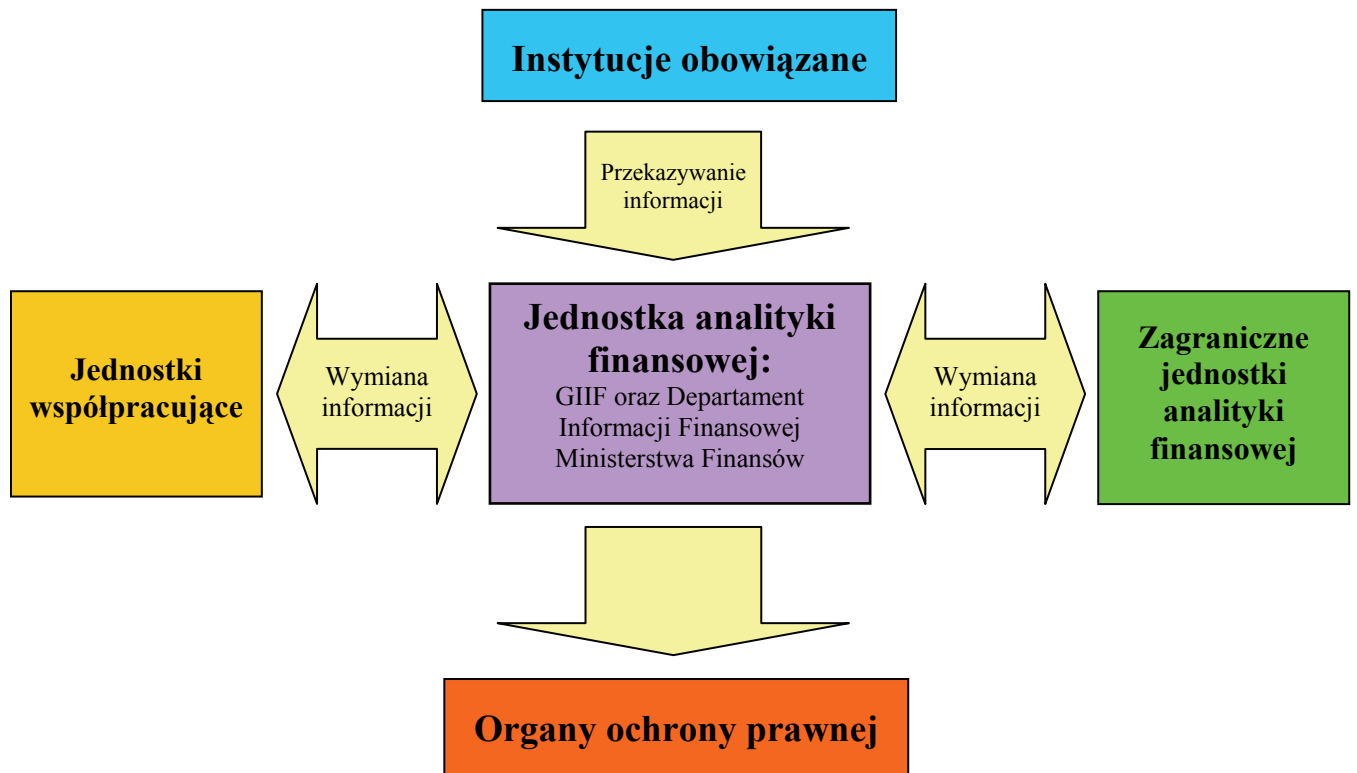 Instytucje obowiązane
Przekazywanie
informacji
Jednostki
współpracujące
Wymiana
informacji
Jednostka analityki
finansowej:
GIIF oraz Departament
Informacji Finansowej
Ministerstwa Finansów
Wymiana
informacji
Zagraniczne
jednostki
analityki
finansowej
Organy ochrony prawnej